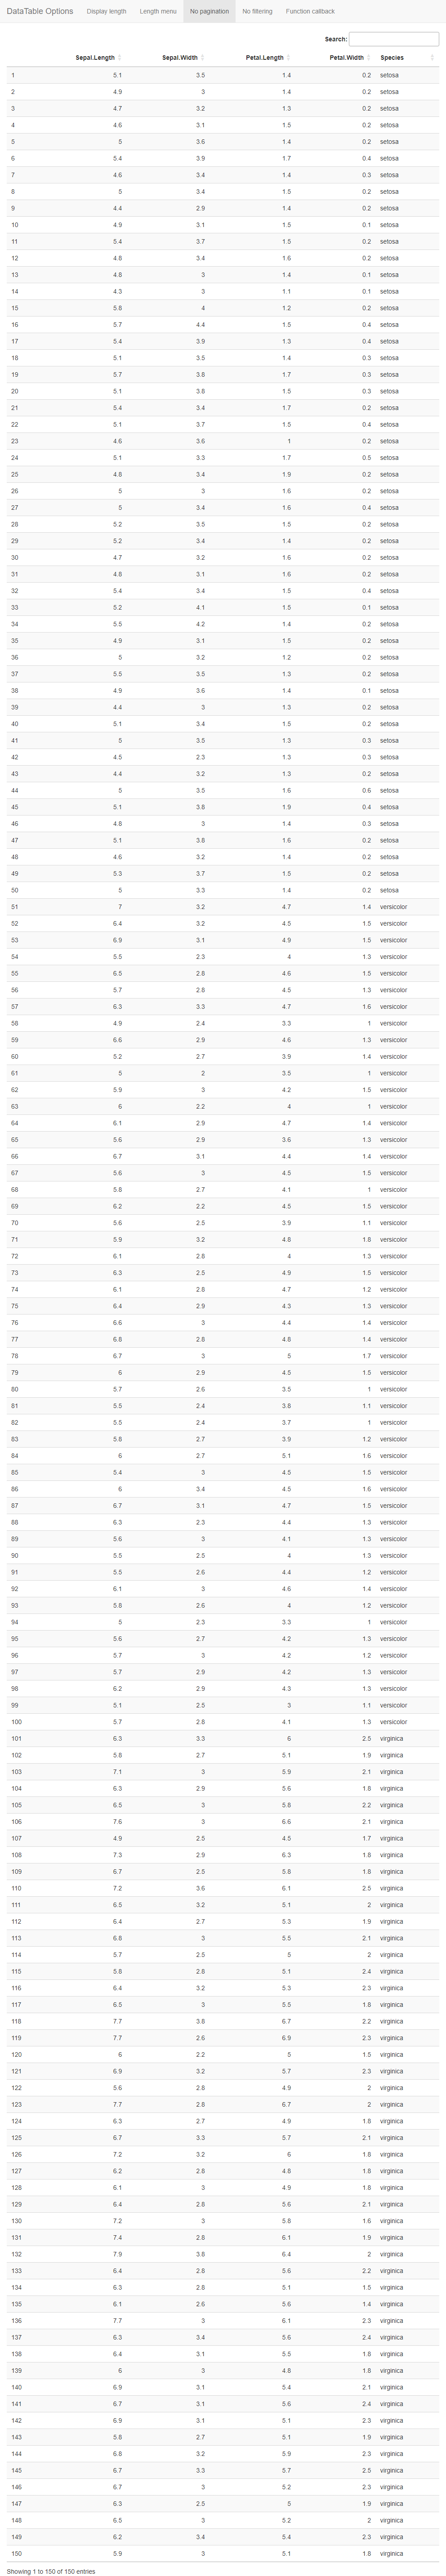 DataTable Options Display length Length menu No pagination No filtering Function callback
Search:
Sepal.Length Sepal.Width Petal.Length Petal.Width Species
1 5.1 3.5 1.4 0.2 setosa
2 4.9 3 1.4 0.2 setosa
3 4.7 3.2 1.3 0.2 setosa
4 4.6 3.1 1.5 0.2 setosa
5 5 3.6 1.4 0.2 setosa
6 5.4 3.9 1.7 0.4 setosa
7 4.6 3.4 1.4 0.3 setosa
8 5 3.4 1.5 0.2 setosa
9 4.4 2.9 1.4 0.2 setosa
10 4.9 3.1 1.5 0.1 setosa
11 5.4 3.7 1.5 0.2 setosa
12 4.8 3.4 1.6 0.2 setosa
13 4.8 3 1.4 0.1 setosa
14 4.3 3 1.1 0.1 setosa
15 5.8 4 1.2 0.2 setosa
16 5.7 4.4 1.5 0.4 setosa
17 5.4 3.9 1.3 0.4 setosa
18 5.1 3.5 1.4 0.3 setosa
19 5.7 3.8 1.7 0.3 setosa
20 5.1 3.8 1.5 0.3 setosa
21 5.4 3.4 1.7 0.2 setosa
22 5.1 3.7 1.5 0.4 setosa
23 4.6 3.6 1 0.2 setosa
24 5.1 3.3 1.7 0.5 setosa
25 4.8 3.4 1.9 0.2 setosa
26 5 3 1.6 0.2 setosa
27 5 3.4 1.6 0.4 setosa
28 5.2 3.5 1.5 0.2 setosa
29 5.2 3.4 1.4 0.2 setosa
30 4.7 3.2 1.6 0.2 setosa
31 4.8 3.1 1.6 0.2 setosa
32 5.4 3.4 1.5 0.4 setosa
33 5.2 4.1 1.5 0.1 setosa
34 5.5 4.2 1.4 0.2 setosa
35 4.9 3.1 1.5 0.2 setosa
36 5 3.2 1.2 0.2 setosa
37 5.5 3.5 1.3 0.2 setosa
38 4.9 3.6 1.4 0.1 setosa
39 4.4 3 1.3 0.2 setosa
40 5.1 3.4 1.5 0.2 setosa
41 5 3.5 1.3 0.3 setosa
42 4.5 2.3 1.3 0.3 setosa
43 4.4 3.2 1.3 0.2 setosa
44 5 3.5 1.6 0.6 setosa
45 5.1 3.8 1.9 0.4 setosa
46 4.8 3 1.4 0.3 setosa
47 5.1 3.8 1.6 0.2 setosa
48 4.6 3.2 1.4 0.2 setosa
49 5.3 3.7 1.5 0.2 setosa
50 5 3.3 1.4 0.2 setosa
51 7 3.2 4.7 1.4 versicolor
52 6.4 3.2 4.5 1.5 versicolor
53 6.9 3.1 4.9 1.5 versicolor
54 5.5 2.3 4 1.3 versicolor
55 6.5 2.8 4.6 1.5 versicolor
56 5.7 2.8 4.5 1.3 versicolor
57 6.3 3.3 4.7 1.6 versicolor
58 4.9 2.4 3.3 1 versicolor
59 6.6 2.9 4.6 1.3 versicolor
60 5.2 2.7 3.9 1.4 versicolor
61 5 2 3.5 1 versicolor
62 5.9 3 4.2 1.5 versicolor
63 6 2.2 4 1 versicolor
64 6.1 2.9 4.7 1.4 versicolor
65 5.6 2.9 3.6 1.3 versicolor
66 6.7 3.1 4.4 1.4 versicolor
67 5.6 3 4.5 1.5 versicolor
68 5.8 2.7 4.1 1 versicolor
69 6.2 2.2 4.5 1.5 versicolor
70 5.6 2.5 3.9 1.1 versicolor
71 5.9 3.2 4.8 1.8 versicolor
72 6.1 2.8 4 1.3 versicolor
73 6.3 2.5 4.9 1.5 versicolor
74 6.1 2.8 4.7 1.2 versicolor
75 6.4 2.9 4.3 1.3 versicolor
76 6.6 3 4.4 1.4 versicolor
77 6.8 2.8 4.8 1.4 versicolor
78 6.7 3 5 1.7 versicolor
79 6 2.9 4.5 1.5 versicolor
80 5.7 2.6 3.5 1 versicolor
81 5.5 2.4 3.8 1.1 versicolor
82 5.5 2.4 3.7 1 versicolor
83 5.8 2.7 3.9 1.2 versicolor
84 6 2.7 5.1 1.6 versicolor
85 5.4 3 4.5 1.5 versicolor
86 6 3.4 4.5 1.6 versicolor
87 6.7 3.1 4.7 1.5 versicolor
88 6.3 2.3 4.4 1.3 versicolor
89 5.6 3 4.1 1.3 versicolor
90 5.5 2.5 4 1.3 versicolor
91 5.5 2.6 4.4 1.2 versicolor
92 6.1 3 4.6 1.4 versicolor
93 5.8 2.6 4 1.2 versicolor
94 5 2.3 3.3 1 versicolor
95 5.6 2.7 4.2 1.3 versicolor
96 5.7 3 4.2 1.2 versicolor
97 5.7 2.9 4.2 1.3 versicolor
98 6.2 2.9 4.3 1.3 versicolor
99 5.1 2.5 3 1.1 versicolor
100 5.7 2.8 4.1 1.3 versicolor
101 6.3 3.3 6 2.5 virginica
102 5.8 2.7 5.1 1.9 virginica
103 7.1 3 5.9 2.1 virginica
104 6.3 2.9 5.6 1.8 virginica
105 6.5 3 5.8 2.2 virginica
106 7.6 3 6.6 2.1 virginica
107 4.9 2.5 4.5 1.7 virginica
108 7.3 2.9 6.3 1.8 virginica
109 6.7 2.5 5.8 1.8 virginica
110 7.2 3.6 6.1 2.5 virginica
111 6.5 3.2 5.1 2 virginica
112 6.4 2.7 5.3 1.9 virginica
113 6.8 3 5.5 2.1 virginica
114 5.7 2.5 5 2 virginica
115 5.8 2.8 5.1 2.4 virginica
116 6.4 3.2 5.3 2.3 virginica
117 6.5 3 5.5 1.8 virginica
118 7.7 3.8 6.7 2.2 virginica
119 7.7 2.6 6.9 2.3 virginica
120 6 2.2 5 1.5 virginica
121 6.9 3.2 5.7 2.3 virginica
122 5.6 2.8 4.9 2 virginica
123 7.7 2.8 6.7 2 virginica
124 6.3 2.7 4.9 1.8 virginica
125 6.7 3.3 5.7 2.1 virginica
126 7.2 3.2 6 1.8 virginica
127 6.2 2.8 4.8 1.8 virginica
128 6.1 3 4.9 1.8 virginica
129 6.4 2.8 5.6 2.1 virginica
130 7.2 3 5.8 1.6 virginica
131 7.4 2.8 6.1 1.9 virginica
132 7.9 3.8 6.4 2 virginica
133 6.4 2.8 5.6 2.2 virginica
134 6.3 2.8 5.1 1.5 virginica
135 6.1 2.6 5.6 1.4 virginica
136 7.7 3 6.1 2.3 virginica
137 6.3 3.4 5.6 2.4 virginica
138 6.4 3.1 5.5 1.8 virginica
139 6 3 4.8 1.8 virginica
140 6.9 3.1 5.4 2.1 virginica
141 6.7 3.1 5.6 2.4 virginica
142 6.9 3.1 5.1 2.3 virginica
143 5.8 2.7 5.1 1.9 virginica
144 6.8 3.2 5.9 2.3 virginica
145 6.7 3.3 5.7 2.5 virginica
146 6.7 3 5.2 2.3 virginica
147 6.3 2.5 5 1.9 virginica
148 6.5 3 5.2 2 virginica
149 6.2 3.4 5.4 2.3 virginica
150 5.9 3 5.1 1.8 virginica
Showing 1 to 150 of 150 entries